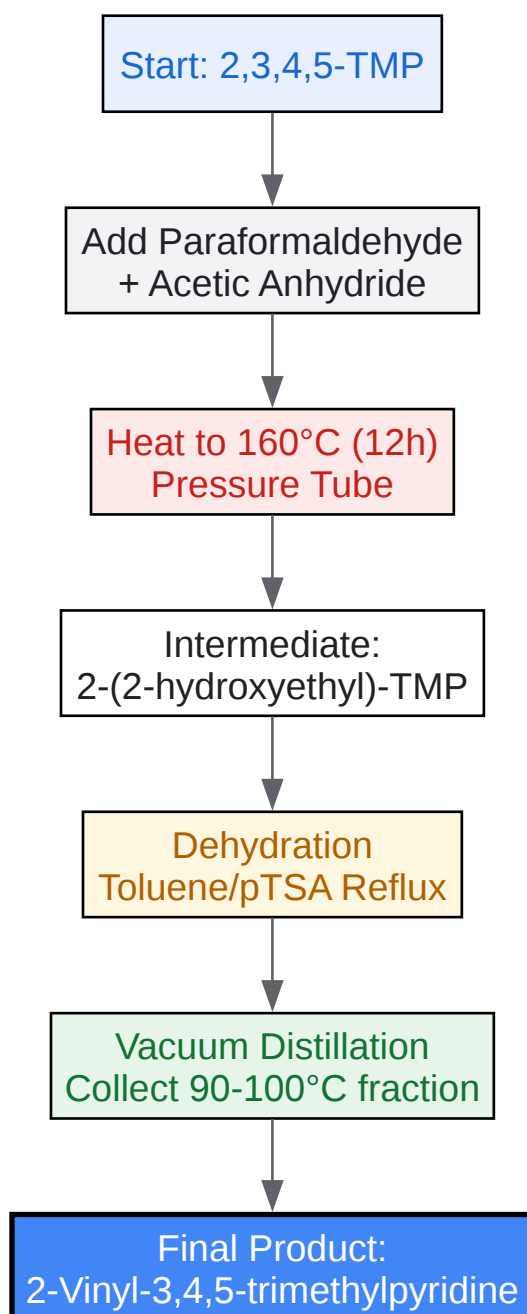 Start: 2,3,4,5-TMP
Add Paraformaldehyde
+ Acetic Anhydride
Heat to 160°C (12h)
Pressure Tube
Intermediate:
2-(2-hydroxyethyl)-TMP
Dehydration
Toluene/pTSA Reflux
Vacuum Distillation
Collect 90-100°C fraction
Final Product:
2-Vinyl-3,4,5-trimethylpyridine